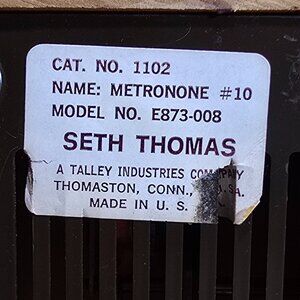 CAT. NO. 1102
NAME: METRONONE #10
MODEL NO. E873-008
SETH THOMAS
A TALLEY INDUSTRIES COMPANY
THOMASTON, CONN., U.S.A.
MADE IN U. S.